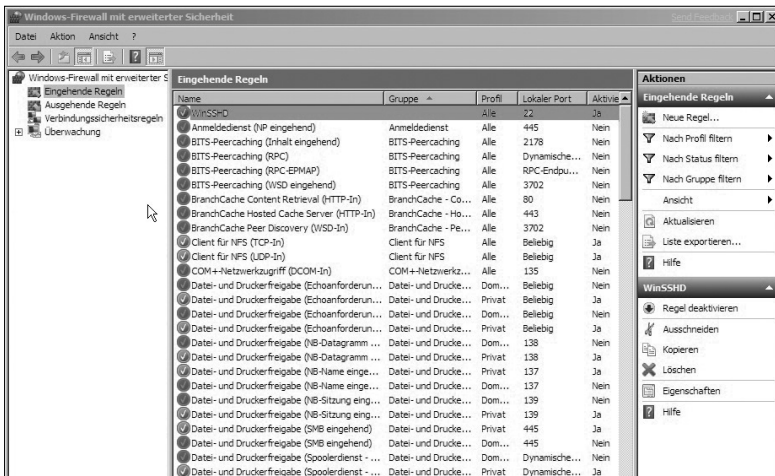 Windows-Firewall mit erweiterter Sicherheit
Send Feedback
Datei Aktion Ansicht ?
Windows-Firewall mit erweiterter S
Eingehende Regeln
Ausgehende Regeln
Verbindungssicherheitsregeln
Überwachung
Eingehende Regeln
Name Gruppe Profil Lokaler Port Aktivie
WinSSHD Alle 22 Ja
Anmeldedienst (NP eingehend) Anmeldedienst Alle 445 Nein
BITS-Peercaching (Inhalt eingehend) BITS-Peercaching Alle 2178 Nein
BITS-Peercaching (RPC) BITS-Peercaching Alle Dynamische... Nein
BITS-Peercaching (RPC-EPMAP) BITS-Peercaching Alle RPC-Endpu... Nein
BITS-Peercaching (WSD eingehend) BITS-Peercaching Alle 3702 Nein
BranchCache Content Retrieval (HTTP-In) BranchCache - Co... Alle 80 Nein
BranchCache Hosted Cache Server (HTTP-In) BranchCache - Ho... Alle 443 Nein
BranchCache Peer Discovery (WSD-In) BranchCache - Pe... Alle 3702 Nein
Client für NFS (TCP-In) Client für NFS Alle Beliebig Ja
Client für NFS (UDP-In) Client für NFS Alle Beliebig Ja
COM+-Netzwerkzugriff (DCOM-In) COM+-Netzwerkz... Alle 135 Nein
Datei- und Druckerfreigabe (Echoanforderun... Datei- und Drucke... Dom... Beliebig Nein
Datei- und Druckerfreigabe (Echoanforderun... Datei- und Drucke... Privat Beliebig Ja
Datei- und Druckerfreigabe (Echoanforderun... Datei- und Drucke... Dom... Beliebig Nein
Datei- und Druckerfreigabe (Echoanforderun... Datei- und Drucke... Privat Beliebig Ja
Datei- und Druckerfreigabe (NB-Datagramm ... Datei- und Drucke... Dom... 138 Nein
Datei- und Druckerfreigabe (NB-Datagramm ... Datei- und Drucke... Privat 138 Ja
Datei- und Druckerfreigabe (NB-Name einge... Datei- und Drucke... Privat 137 Ja
Datei- und Druckerfreigabe (NB-Name einge... Datei- und Drucke... Dom... 137 Nein
Datei- und Druckerfreigabe (NB-Sitzung eing... Datei- und Drucke... Dom... 139 Nein
Datei- und Druckerfreigabe (NB-Sitzung eing... Datei- und Drucke... Privat 139 Ja
Datei- und Druckerfreigabe (SMB eingehend) Datei- und Drucke... Privat 445 Ja
Datei- und Druckerfreigabe (SMB eingehend) Datei- und Drucke... Dom... 445 Nein
Datei- und Druckerfreigabe (Spoolerdienst - ... Datei- und Drucke... Dom... Dynamische... Nein
Datei- und Druckerfreigabe (Spoolerdienst - ... Datei- und Drucke... Privat Dynamische... Ja
Aktionen
Eingehende Regeln
Neue Regel...
Nach Profil filtern
Nach Status filtern
Nach Gruppe filtern
Ansicht
Aktualisieren
Liste exportieren...
Hilfe
WinSSHD
Regel deaktivieren
Ausschneiden
Kopieren
Löschen
Eigenschaften
Hilfe